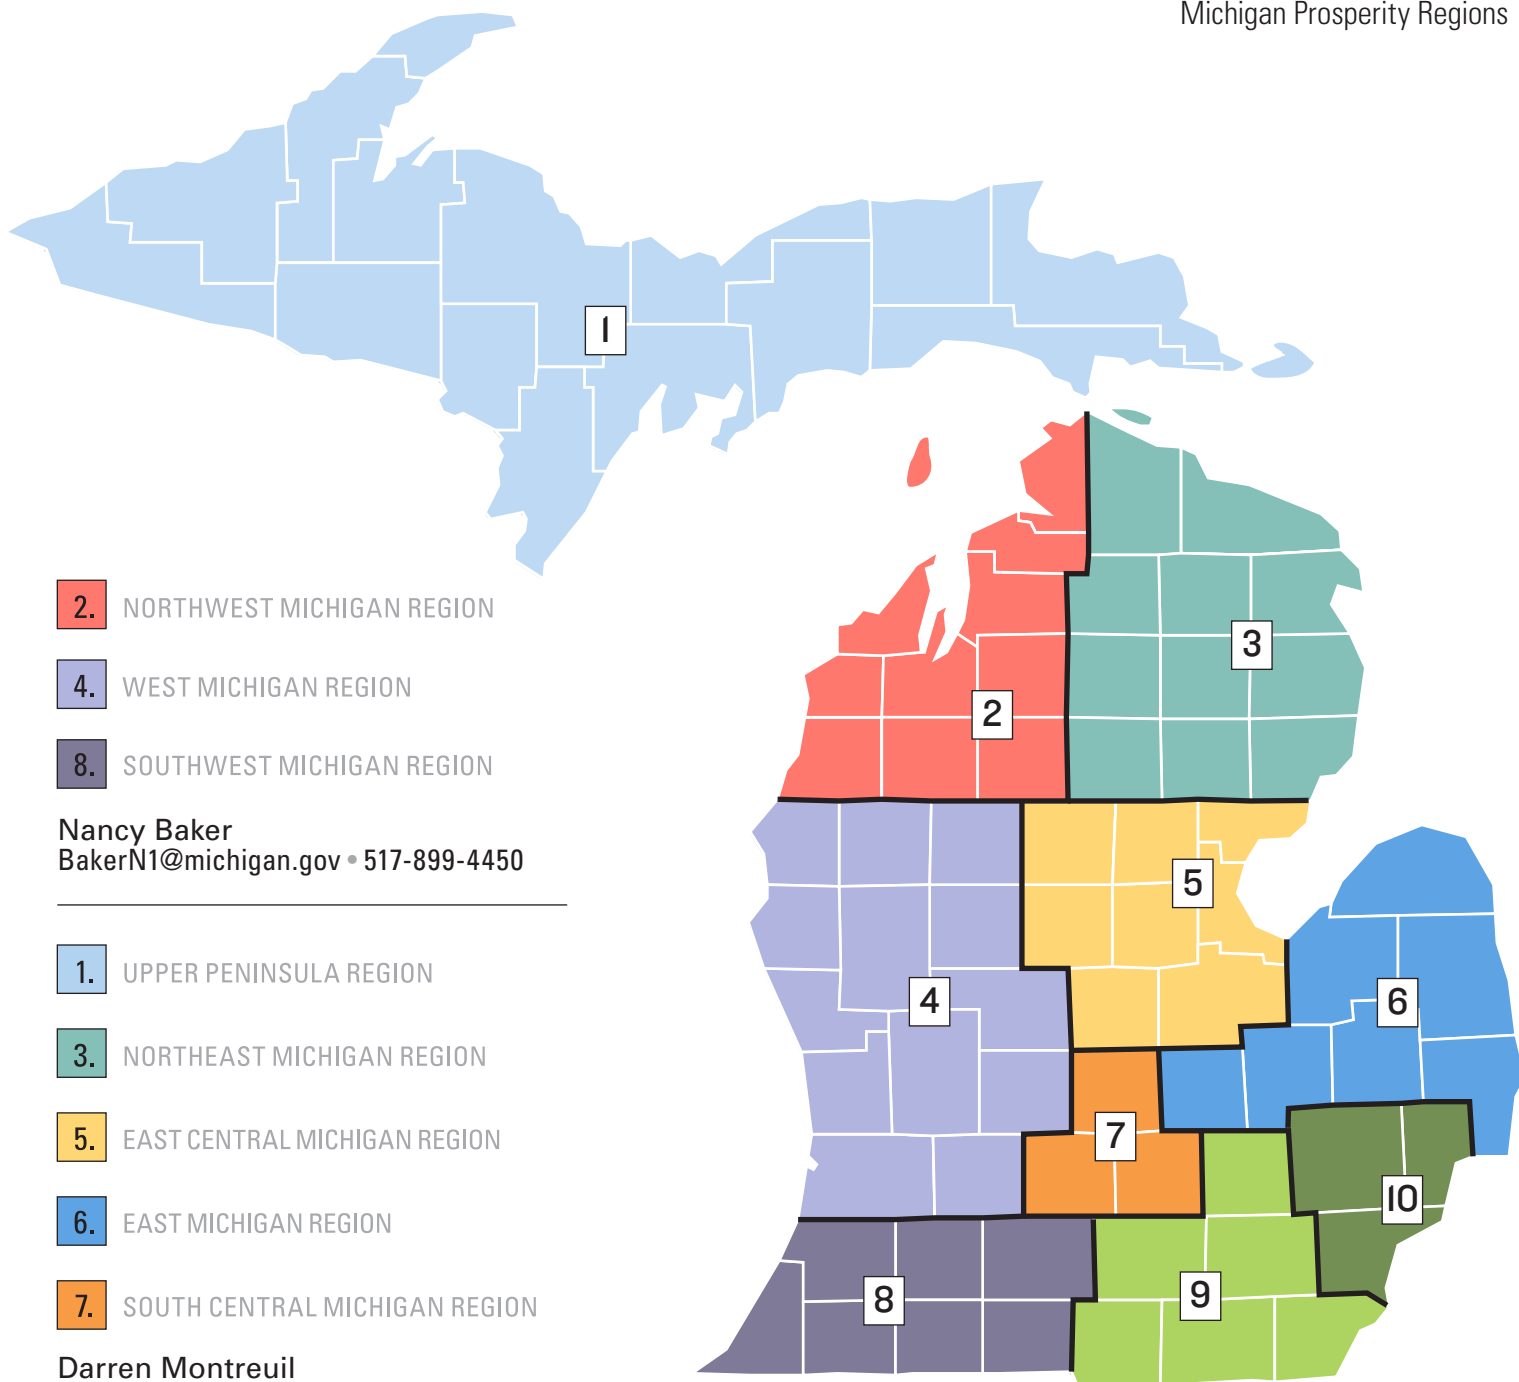 Michigan Prosperity Regions
1
2
3
4
5
6
7
8
9
10
2. NORTHWEST MICHIGAN REGION
4. WEST MICHIGAN REGION
8. SOUTHWEST MICHIGAN REGION
Nancy Baker
BakerN1@michigan.gov • 517-899-4450
1. UPPER PENINSULA REGION
3. NORTHEAST MICHIGAN REGION
5. EAST CENTRAL MICHIGAN REGION
6. EAST MICHIGAN REGION
7. SOUTH CENTRAL MICHIGAN REGION
Darren Montreuil